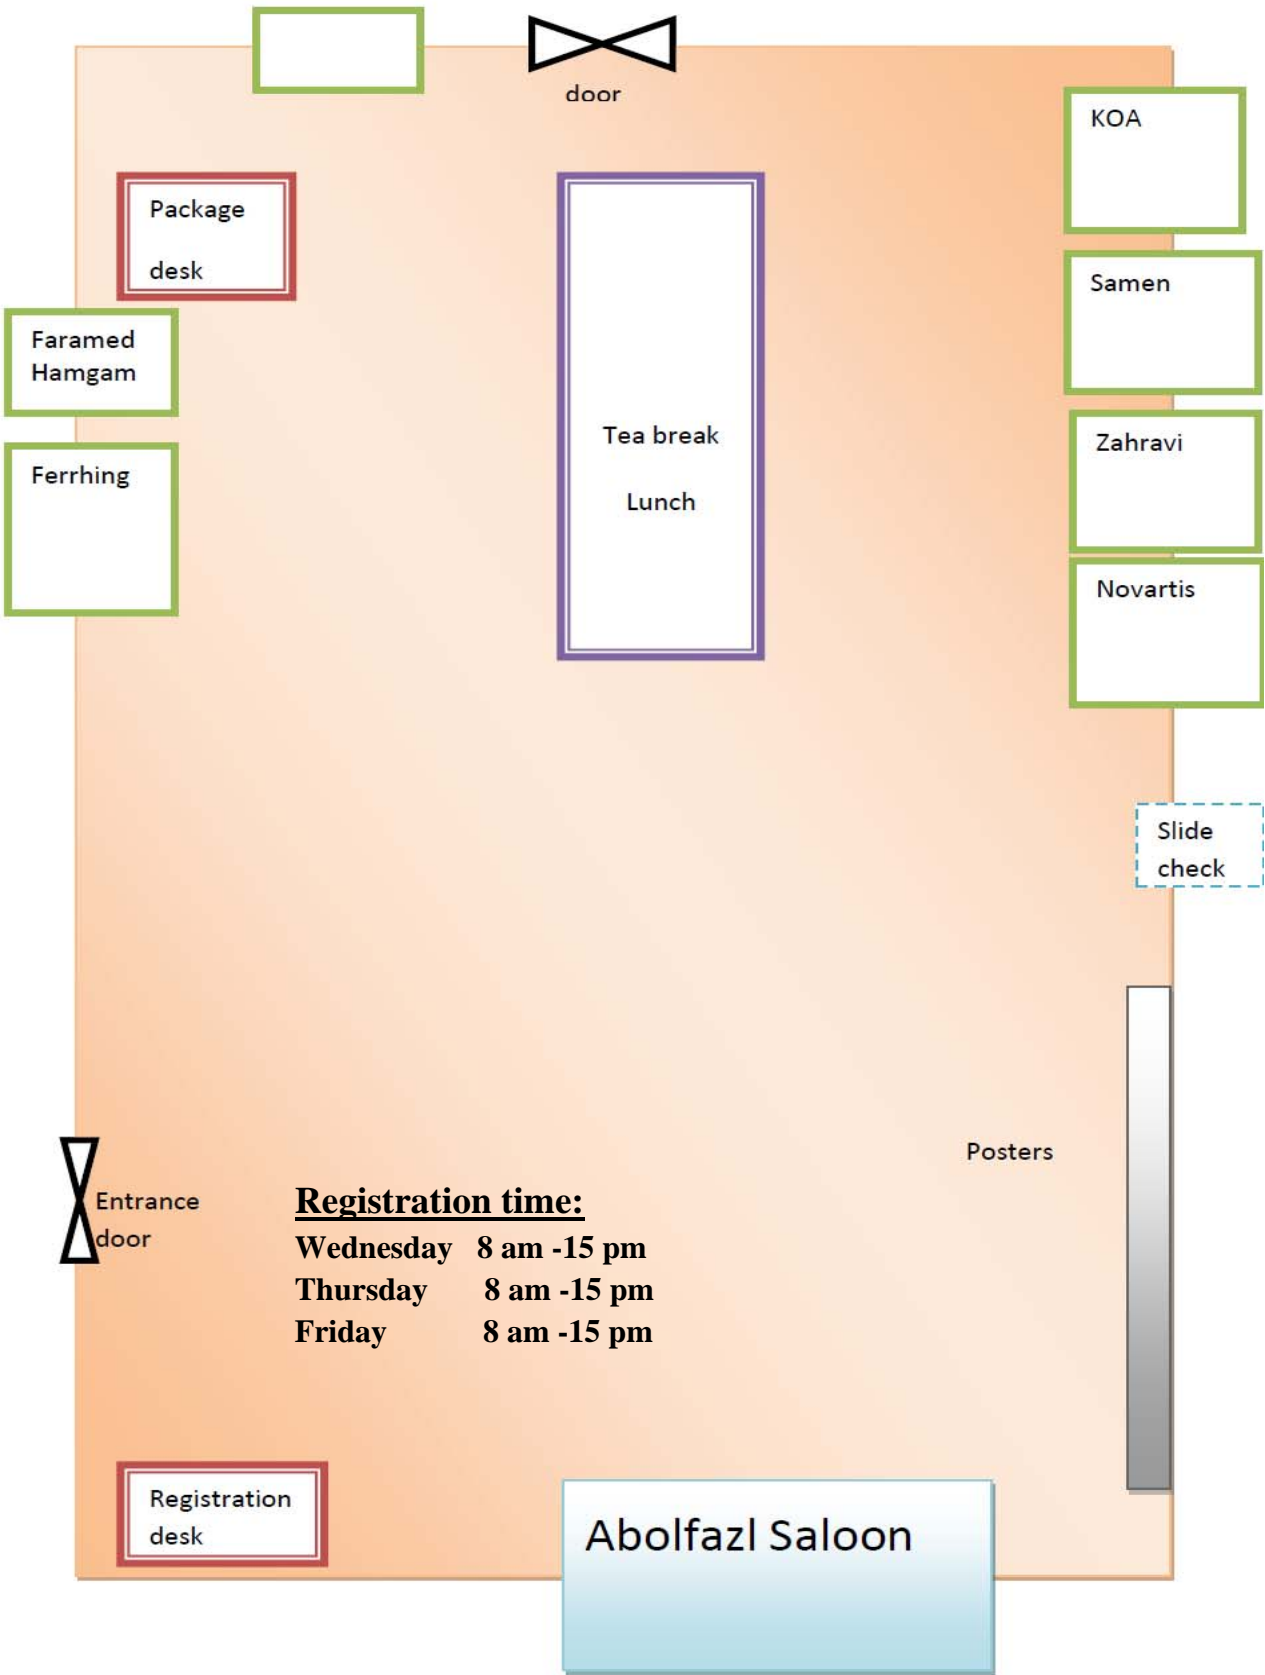 door
KOA
Package
desk
Samen
Faramed
Hamgam
Tea break
Lunch
Zahravi
Ferrhing
Novartis
Slide
check
Posters
Entrance
door
Registration time:
Wednesday 8 am -15 pm
Thursday 8 am -15 pm
Friday 8 am -15 pm
Registration
desk
Abolfazl Saloon